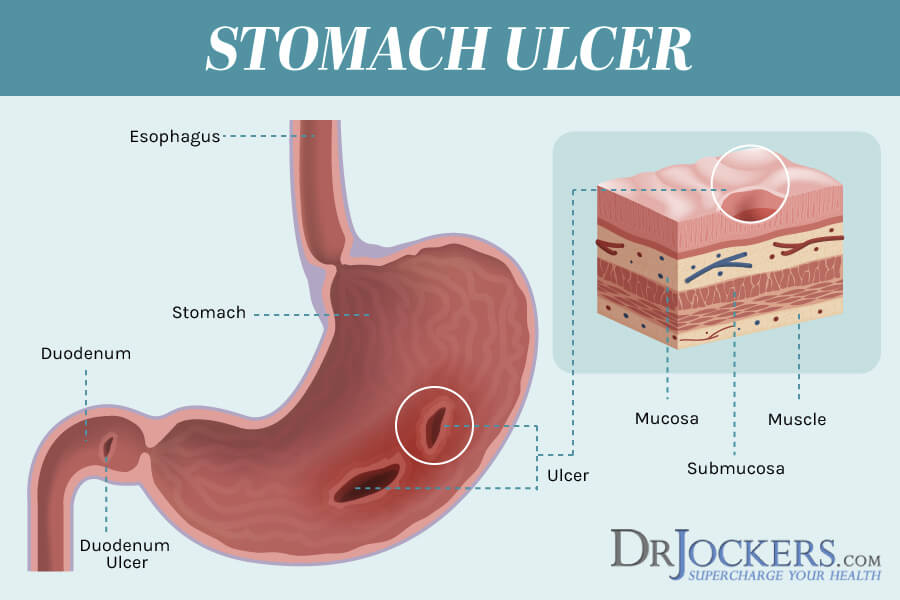 STOMACH ULCER
Esophagus
Stomach
Duodenum
Duodenum
Ulcer
Ulcer
Mucosa
Submucosa
Muscle
DRJOCKERS.COM
SUPERCHARGE YOUR HEALTH